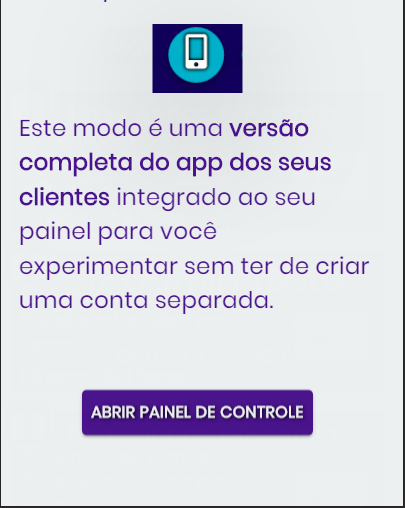 Este modo é uma versão
completa do app dos seus
clientes integrado ao seu
painel para você
experimentar sem ter de criar
uma conta separada.
ABRIR PAINEL DE CONTROLE